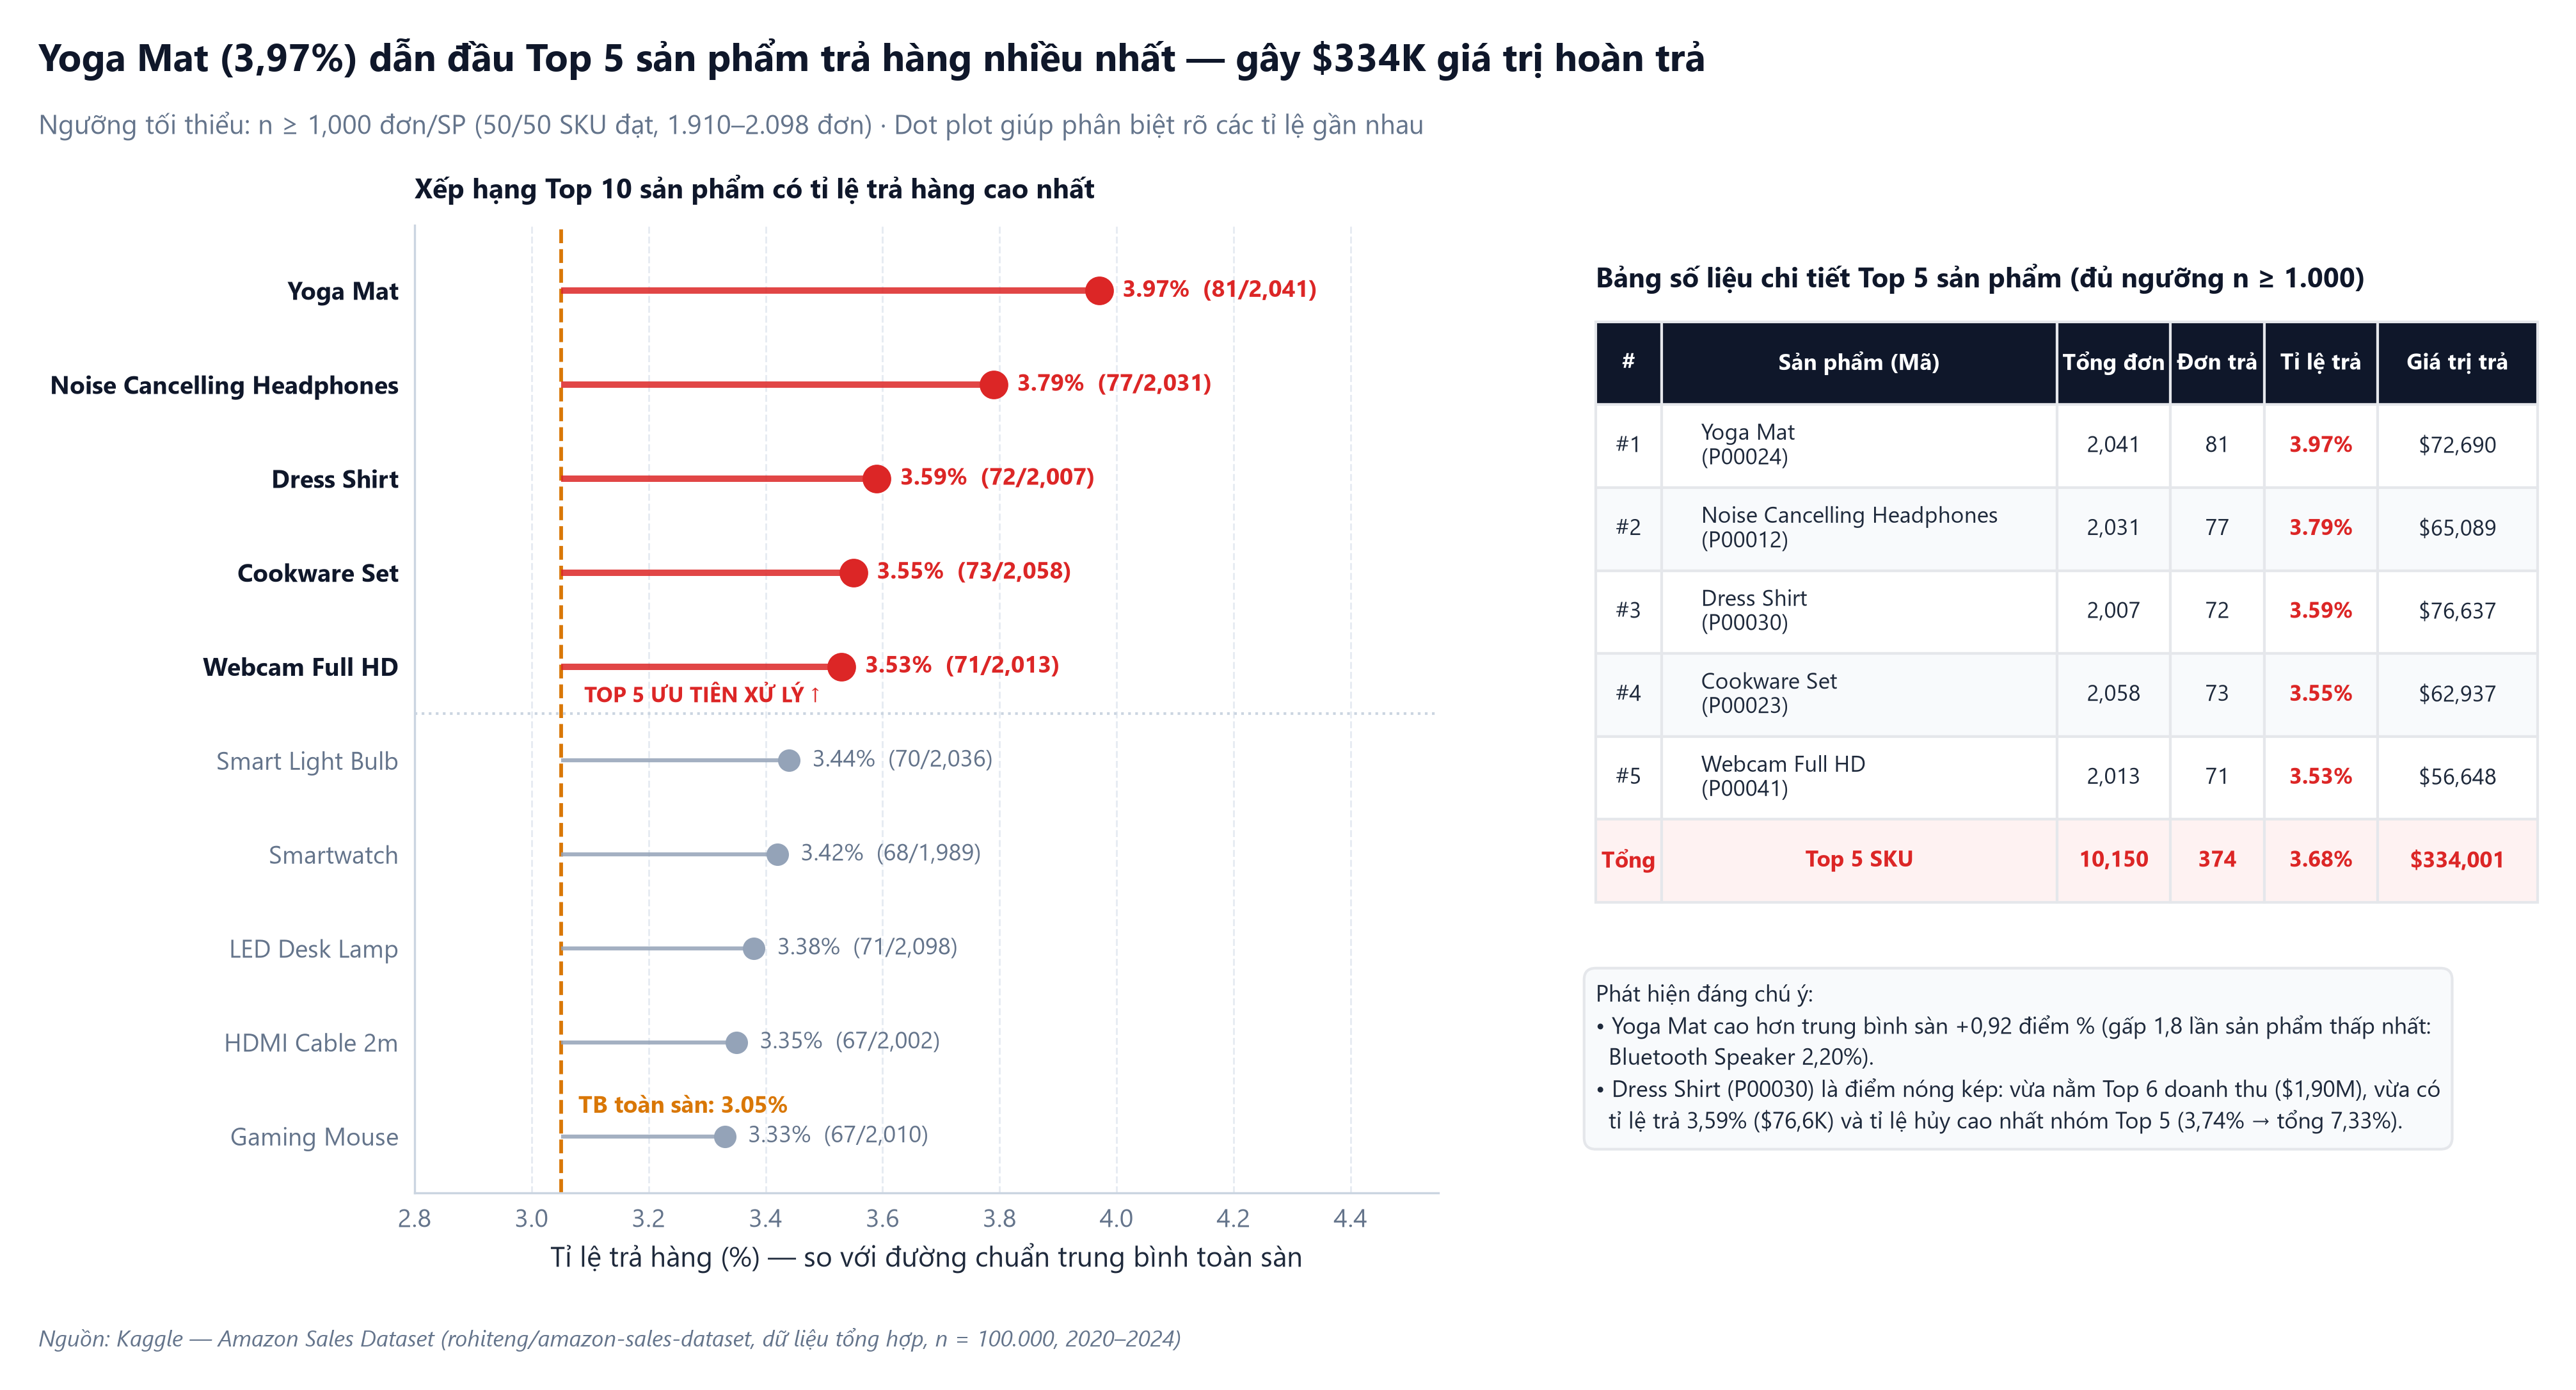 Yoga Mat (3,97%) dẫn đầu Top 5 sản phẩm trả hàng nhiều nhất — gây $334K giá trị hoàn trả
Ngưỡng tối thiểu: n ≥ 1,000 đơn/SP (50/50 SKU đạt, 1.910–2.098 đơn) · Dot plot giúp phân biệt rõ các tỉ lệ gần nhau
Xếp hạng Top 10 sản phẩm có tỉ lệ trả hàng cao nhất
Yoga Mat 3.97% (81/2,041)
Noise Cancelling Headphones 3.79% (77/2,031)
Dress Shirt 3.59% (72/2,007)
Cookware Set 3.55% (73/2,058)
Webcam Full HD 3.53% (71/2,013)
TOP 5 ƯU TIÊN XỬ LÝ ↑
Smart Light Bulb 3.44% (70/2,036)
Smartwatch 3.42% (68/1,989)
LED Desk Lamp 3.38% (71/2,098)
HDMI Cable 2m 3.35% (67/2,002)
TB toàn sàn: 3.05%
Gaming Mouse 3.33% (67/2,010)
2.8 3.0 3.2 3.4 3.6 3.8 4.0 4.2 4.4
Tỉ lệ trả hàng (%) — so với đường chuẩn trung bình toàn sàn
Bảng số liệu chi tiết Top 5 sản phẩm (đủ ngưỡng n ≥ 1.000)
# Sản phẩm (Mã) Tổng đơn Đơn trả Tỉ lệ trả Giá trị trả
#1 Yoga Mat (P00024) 2,041 81 3.97% $72,690
#2 Noise Cancelling Headphones (P00012) 2,031 77 3.79% $65,089
#3 Dress Shirt (P00030) 2,007 72 3.59% $76,637
#4 Cookware Set (P00023) 2,058 73 3.55% $62,937
#5 Webcam Full HD (P00041) 2,013 71 3.53% $56,648
Tổng Top 5 SKU 10,150 374 3.68% $334,001
Phát hiện đáng chú ý:
• Yoga Mat cao hơn trung bình sàn +0,92 điểm % (gấp 1,8 lần sản phẩm thấp nhất:
Bluetooth Speaker 2,20%).
• Dress Shirt (P00030) là điểm nóng kép: vừa nằm Top 6 doanh thu ($1,90M), vừa có
tỉ lệ trả 3,59% ($76,6K) và tỉ lệ hủy cao nhất nhóm Top 5 (3,74% → tổng 7,33%).
Nguồn: Kaggle — Amazon Sales Dataset (rohiteng/amazon-sales-dataset, dữ liệu tổng hợp, n = 100.000, 2020–2024)